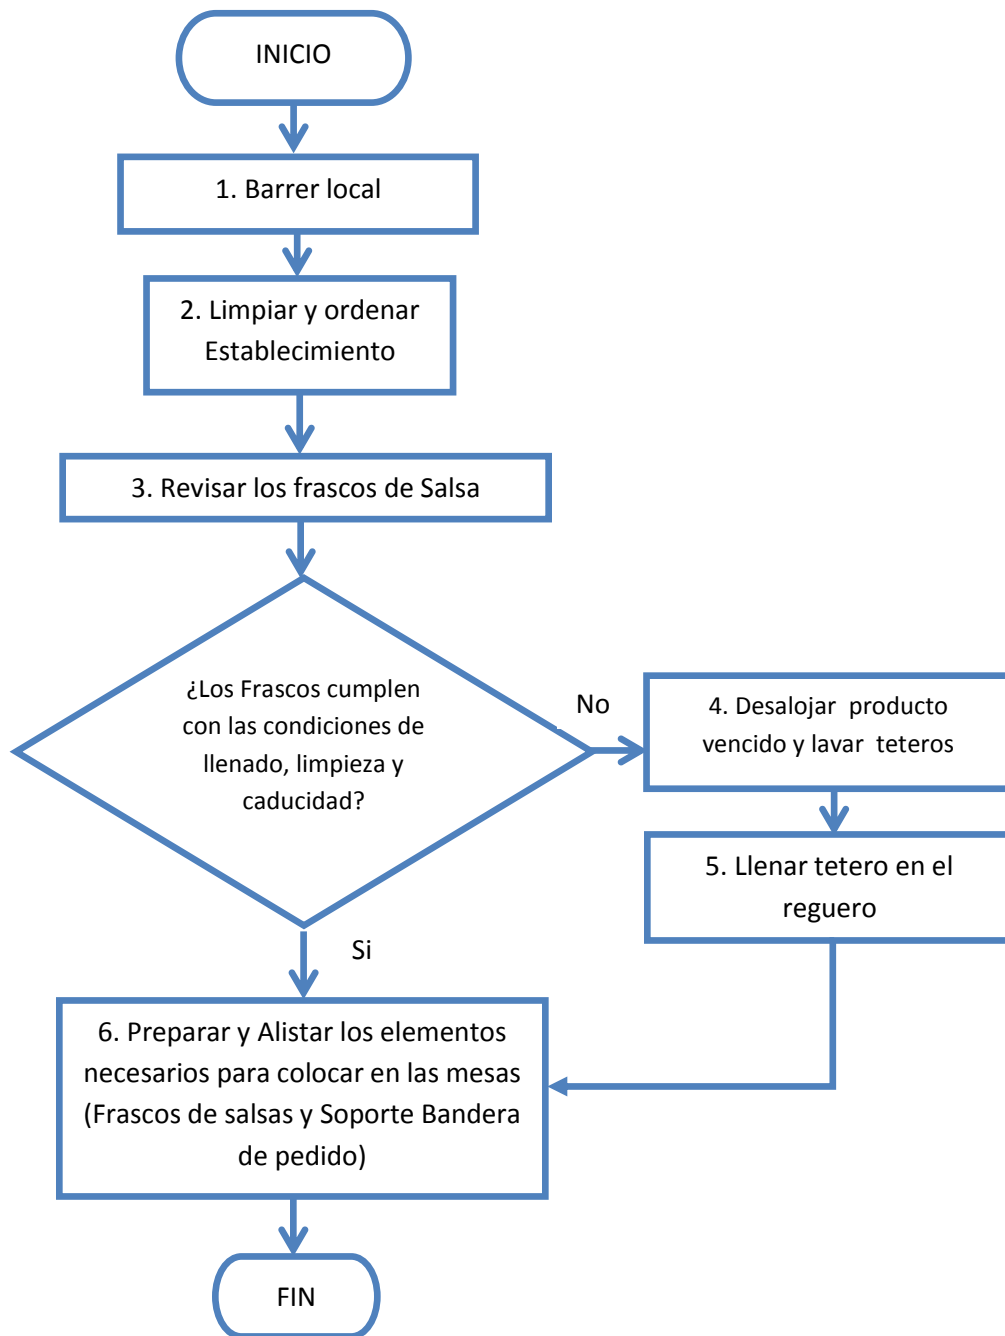 INICIO
1. Barrer local
2. Limpiar y ordenar
Establecimiento
3. Revisar los frascos de Salsa
¿Los Frascos cumplen
con las condiciones de
llenado, limpieza y
caducidad?
No
4. Desalojar  producto
vencido y lavar  teteros
5. Llenar tetero en el
reguero
Si
6. Preparar y Alistar los elementos
necesarios para colocar en las mesas
(Frascos de salsas y Soporte Bandera
de pedido)
FIN